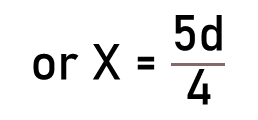 or X = 5d/4